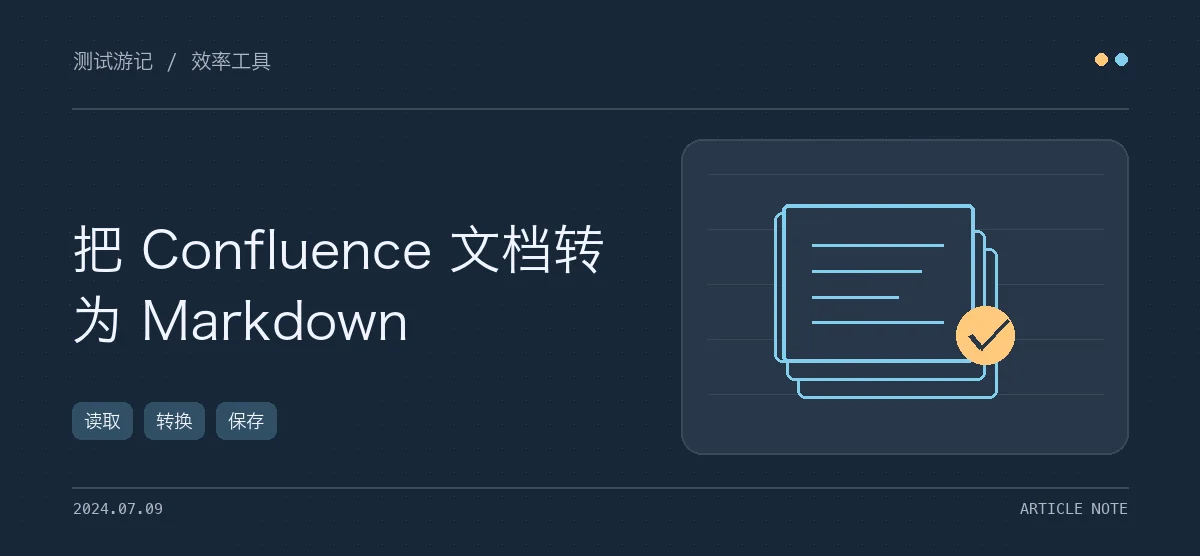 测试游记 / 效率工具
把 Confluence 文档转
为 Markdown
读取 转换 保存
2024.07.09
ARTICLE NOTE